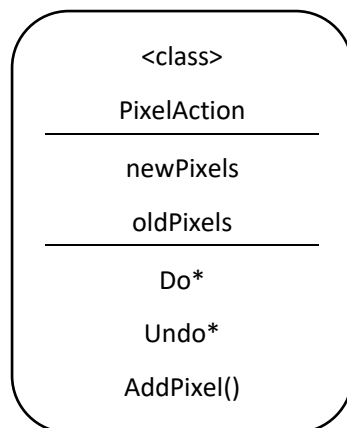 <class>
PixelAction
newPixels
oldPixels
Do*
Undo*
AddPixel()